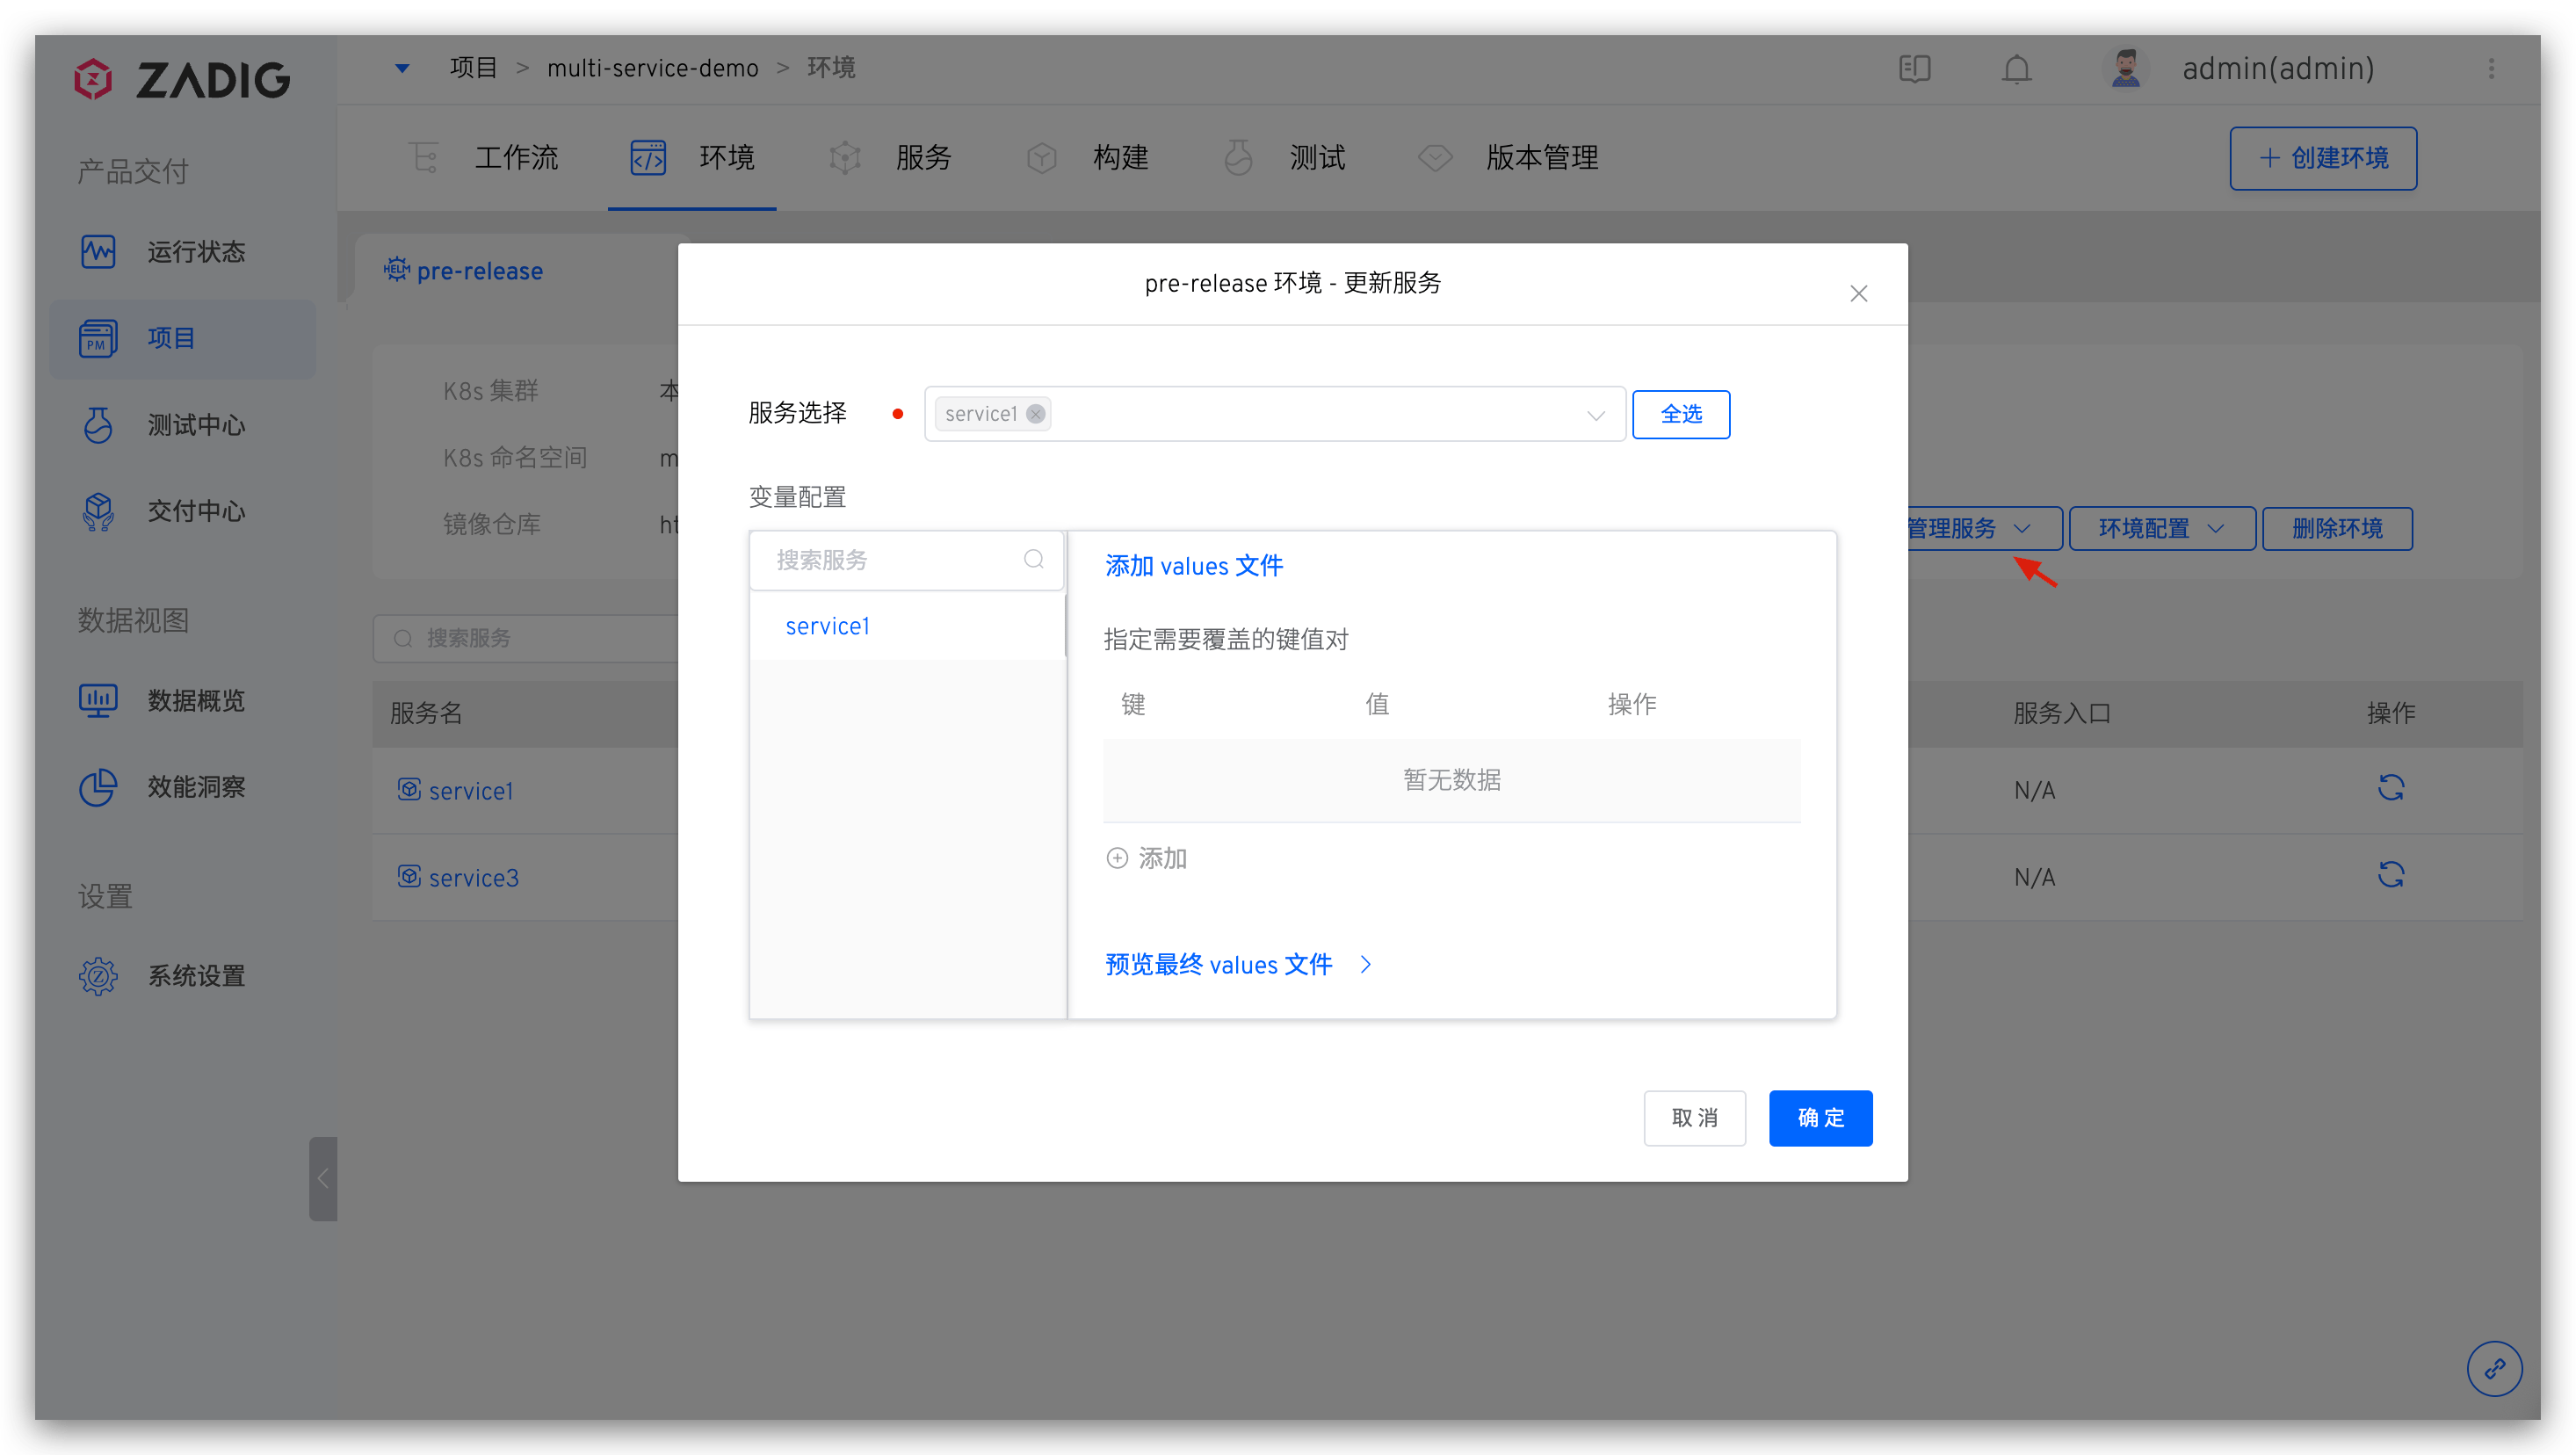 ZADIG
项目 > multi-service-demo > 环境
admin(admin)
工作流
环境
服务
构建
测试
版本管理
+ 创建环境
产品交付
运行状态
PM
项目
测试中心
交付中心
数据视图
数据概览
效能洞察
设置
系统设置
HELM pre-release
K8s 集群 本
K8s 命名空间 m
镜像仓库 ht
管理服务
环境配置
删除环境
搜索服务
服务名
服务入口
操作
service1
N/A
service3
N/A
pre-release 环境 - 更新服务
服务选择
service1
全选
变量配置
搜索服务
service1
添加 values 文件
指定需要覆盖的键值对
键 值 操作
暂无数据
添加
预览最终 values 文件 >
取消
确定